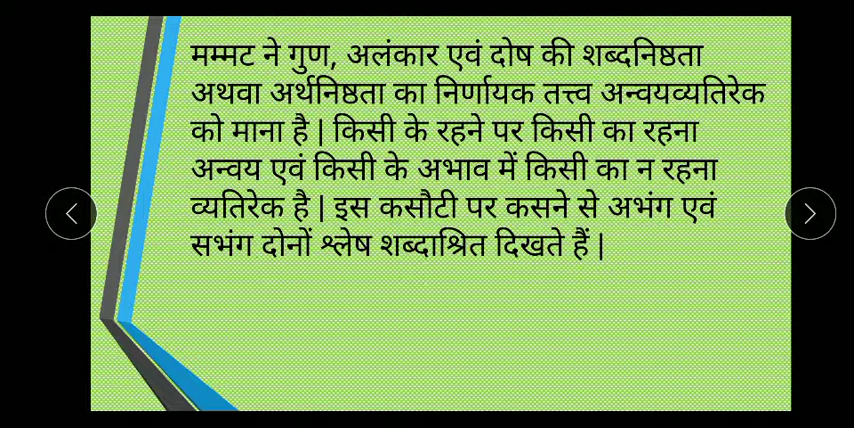 मम्मट ने गुण, अलंकार एवं दोष की शब्दनिष्ठता
अथवा अर्थनिष्ठता का निर्णायक तत्त्व अन्वयव्यतिरेक
को माना है | किसी के रहने पर किसी का रहना
अन्वय एवं किसी के अभाव में किसी का न रहना
व्यतिरेक है | इस कसौटी पर कसने से अभंग एवं
सभंग दोनों श्लेष शब्दाश्रित दिखते हैं |